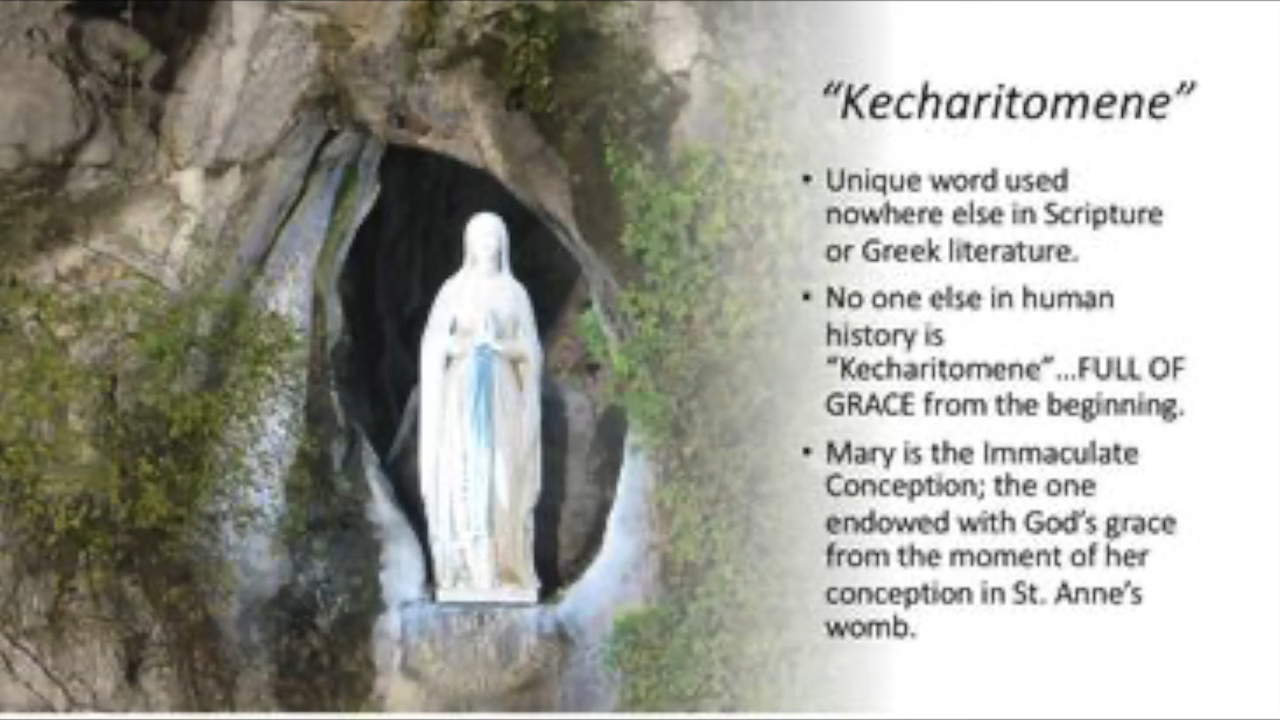 “Kecharitomene”
• Unique word used
nowhere else in Scripture
or Greek literature.
• No one else in human
history is
“Kecharitomene”...FULL OF
GRACE from the beginning.
• Mary is the Immaculate
Conception; the one
endowed with God’s grace
from the moment of her
conception in St. Anne’s
womb.